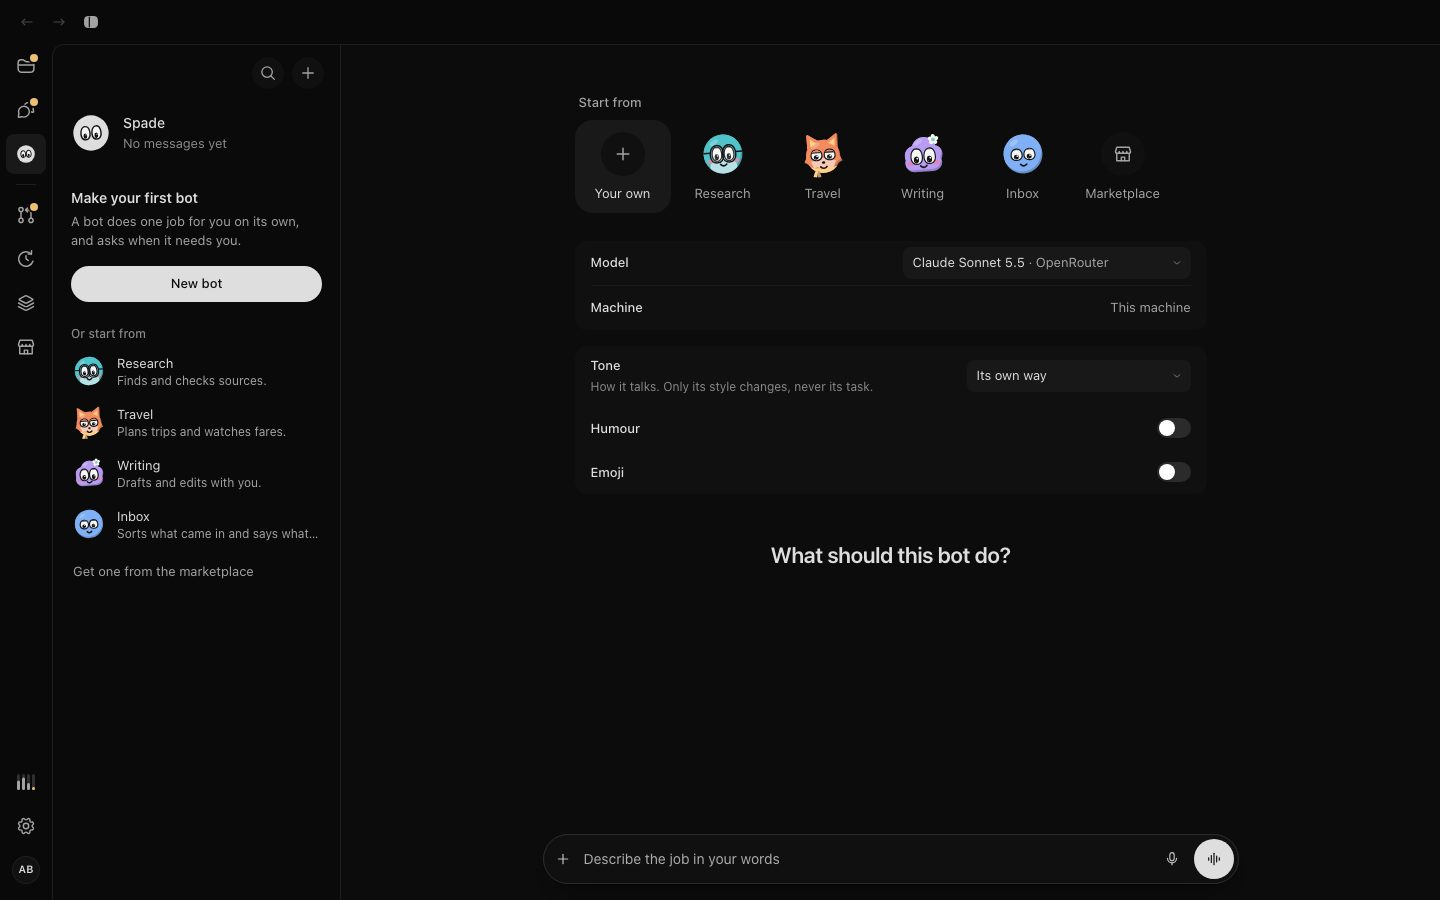 Spade
No messages yet
Make your first bot
A bot does one job for you on its own,
and asks when it needs you.
New bot
Or start from
Research
Finds and checks sources.
Travel
Plans trips and watches fares.
Writing
Drafts and edits with you.
Inbox
Sorts what came in and says what...
Get one from the marketplace
AB
Start from
Your own
Research
Travel
Writing
Inbox
Marketplace
Model
Claude Sonnet 5.5 · OpenRouter
Machine
This machine
Tone
How it talks. Only its style changes, never its task.
Its own way
Humour
Emoji
What should this bot do?
Describe the job in your words